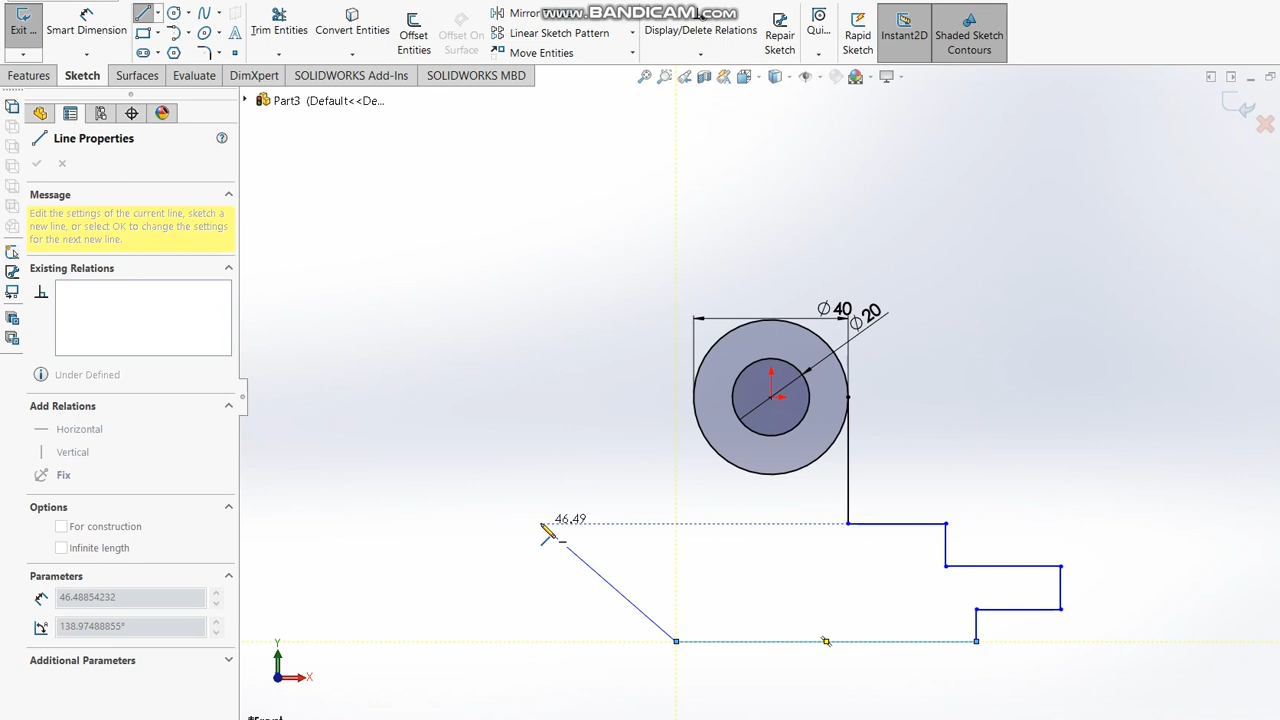 www.BANDICAM.com
Exit ...
Smart Dimension
Trim Entities
Convert Entities
Offset Entities
Offset On Surface
Mirror
Linear Sketch Pattern
Move Entities
Display/Delete Relations
Repair Sketch
Qui...
Rapid Sketch
Instant2D
Shaded Sketch Contours
Features
Sketch
Surfaces
Evaluate
DimXpert
SOLIDWORKS Add-Ins
SOLIDWORKS MBD
Part3 (Default<<De...
Line Properties
Message
Edit the settings of the current line, sketch a
new line, or select OK to change the settings
for the next new line.
Existing Relations
Under Defined
Add Relations
Horizontal
Vertical
Fix
Options
For construction
Infinite length
Parameters
46.48854232
138.97488855°
Additional Parameters
∅40
∅20
46.49
Y
X